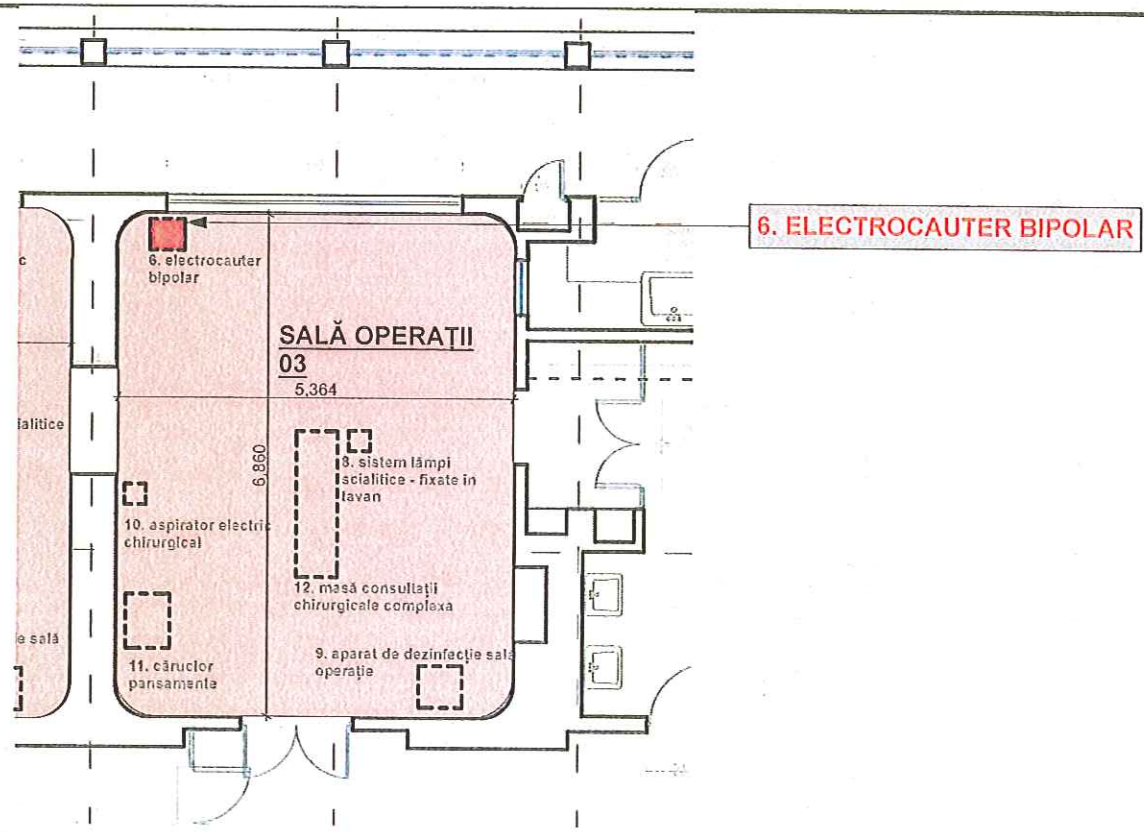 6. ELECTROCAUTER BIPOLAR
6. electrocauter
bipolar
c
SALĂ OPERAȚII
03
5,364
6,860
ialitice
8. sistem lămpi
scialitice - fixate în
tavan
10. aspirator electric
chirurgical
12. masă consultații
chirurgicale complexă
e sală
11. cărucior
pansamente
9. aparat de dezinfecție sală
operație